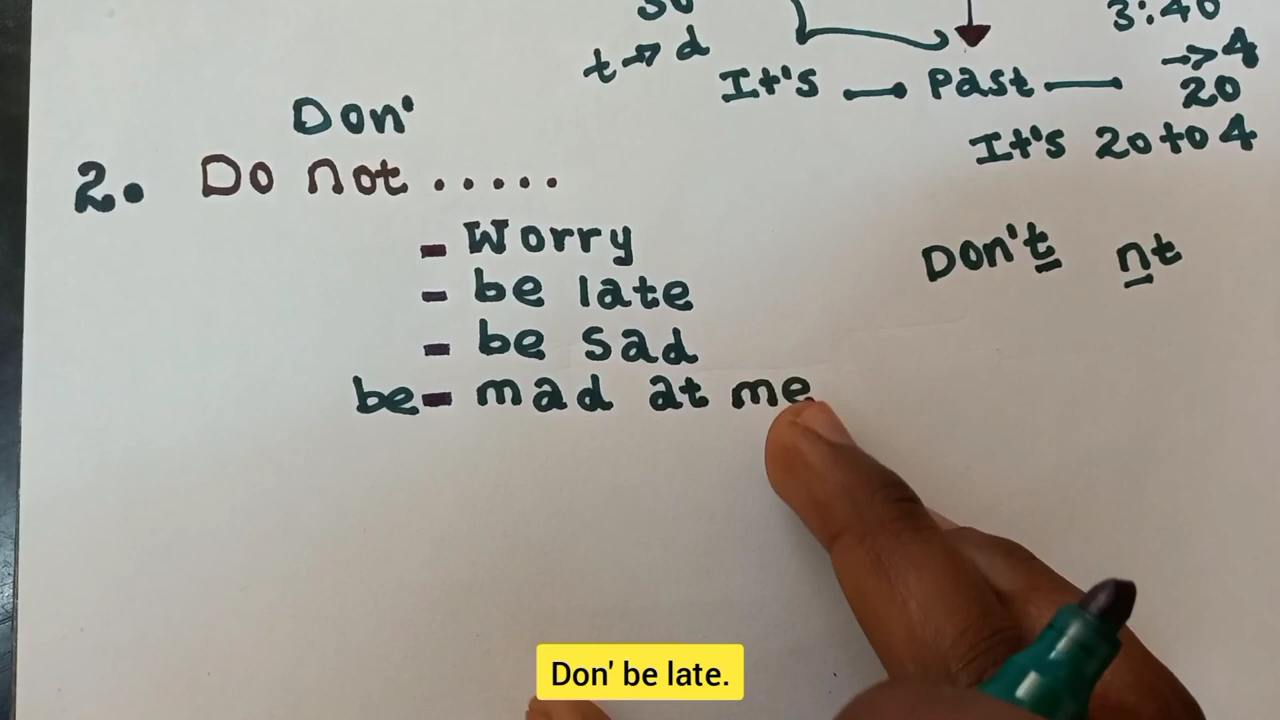 30
3:40
t → d
→ 4
It's — Past — 20
It's 20 to 4
Don'
2. Do not .....
Don't nt
- Worry
- be late
- be sad
be - mad at me
Don' be late.